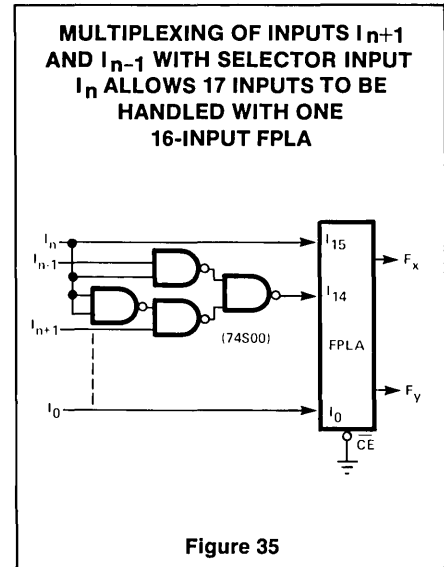 MULTIPLEXING OF INPUTS In+1
AND In-1 WITH SELECTOR INPUT
In ALLOWS 17 INPUTS TO BE
HANDLED WITH ONE
16-INPUT FPLA
In
I15
In-1
Fx
I14
(74S00)
FPLA
In+1
Fy
I0
I0
CE
Figure 35